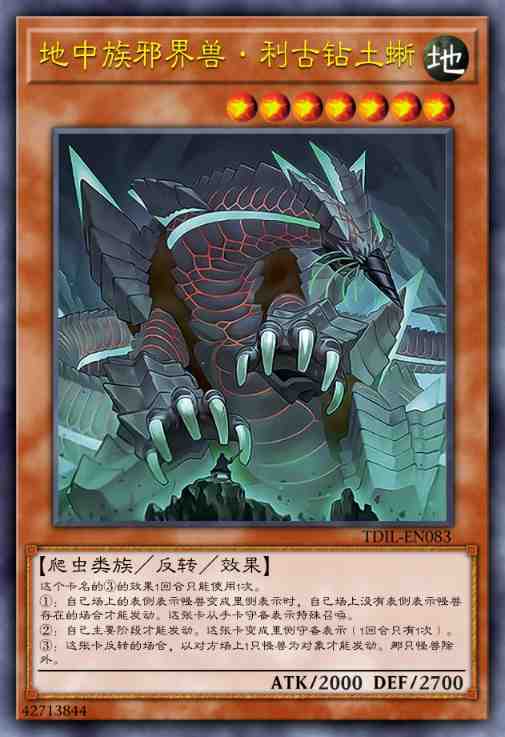 地中族邪界兽·利古钻土蜥 地
TDIL-EN083
【爬虫类族／反转／效果】
这个卡名的③的效果1回合只能使用1次。
①：自己场上的表侧表示怪兽变成里侧表示时，自己场上没有表侧表示怪兽
存在的场合才能发动。这张卡从手卡守备表示特殊召唤。
②：自己主要阶段才能发动。这张卡变成里侧守备表示（1回合只有1次）。
③：这张卡反转的场合，以对方场上1只怪兽为对象才能发动。那只怪兽除
外。
ATK/2000 DEF/2700
42713844